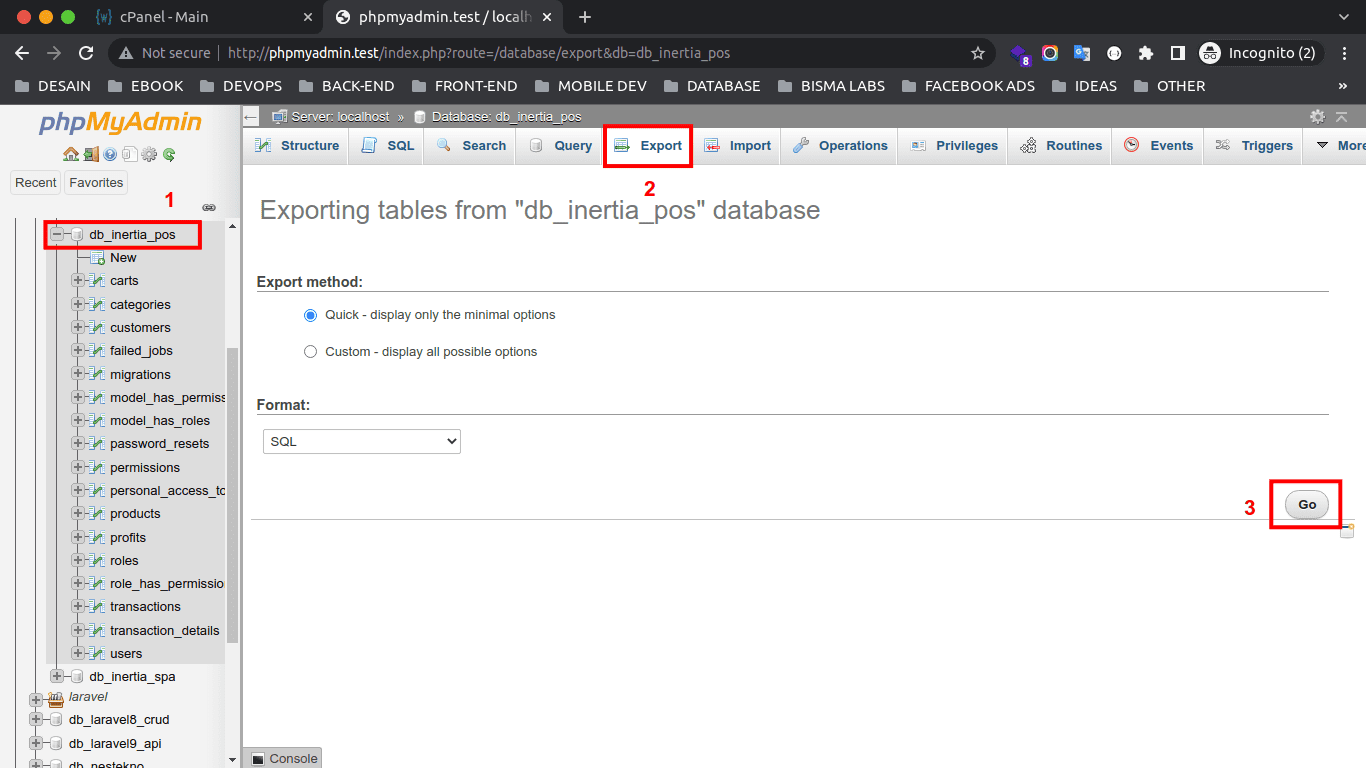 cPanel - Main
phpmyadmin.test / localh
Not secure
http://phpmyadmin.test/index.php?route=/database/export&db=db_inertia_pos
8
Incognito (2)
DESAIN
EBOOK
DEVOPS
BACK-END
FRONT-END
MOBILE DEV
DATABASE
BISMA LABS
FACEBOOK ADS
IDEAS
OTHER
»
phpMyAdmin
Recent
Favorites
1
db_inertia_pos
New
carts
categories
customers
failed_jobs
migrations
model_has_permiss
model_has_roles
password_resets
permissions
personal_access_to
products
profits
roles
role_has_permission
transactions
transaction_details
users
db_inertia_spa
laravel
db_laravel8_crud
db_laravel9_api
db_nestekno
Server: localhost » Database: db_inertia_pos
Structure
SQL
Search
Query
Export
Import
Operations
Privileges
Routines
Events
Triggers
More
2
Exporting tables from "db_inertia_pos" database
Export method:
Quick - display only the minimal options
Custom - display all possible options
Format:
SQL
3
Go
Console